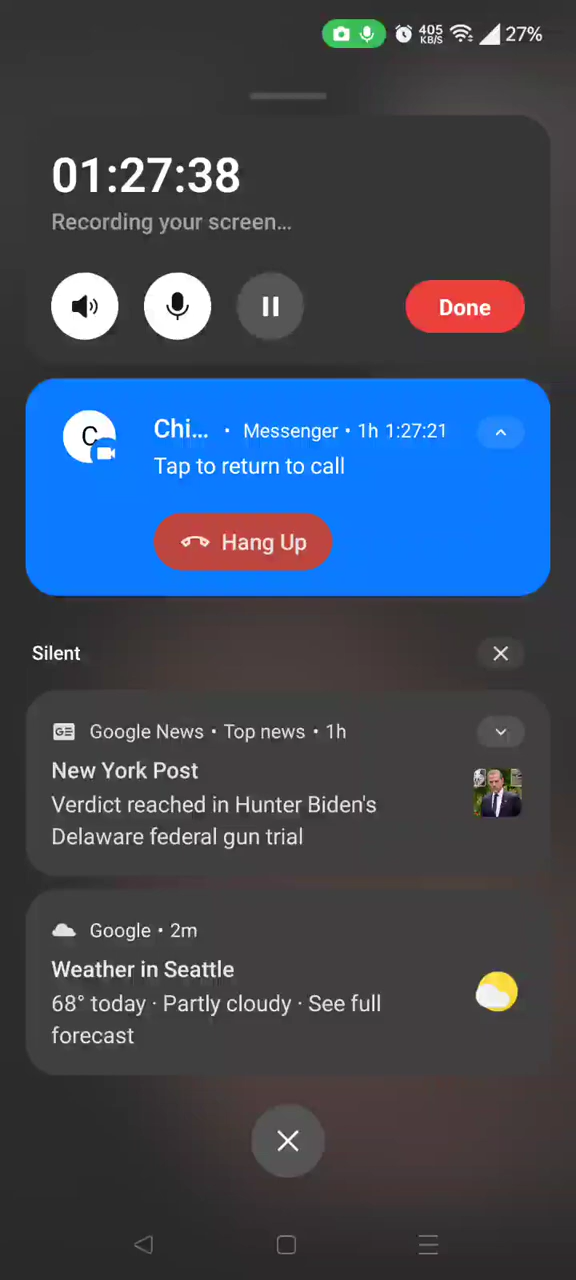 405 KB/S 27%
01:27:38
Recording your screen...
Done
C
Chi... • Messenger • 1h 1:27:21
Tap to return to call
Hang Up
Silent
GE Google News • Top news • 1h
New York Post
Verdict reached in Hunter Biden's
Delaware federal gun trial
Google • 2m
Weather in Seattle
68° today · Partly cloudy · See full
forecast